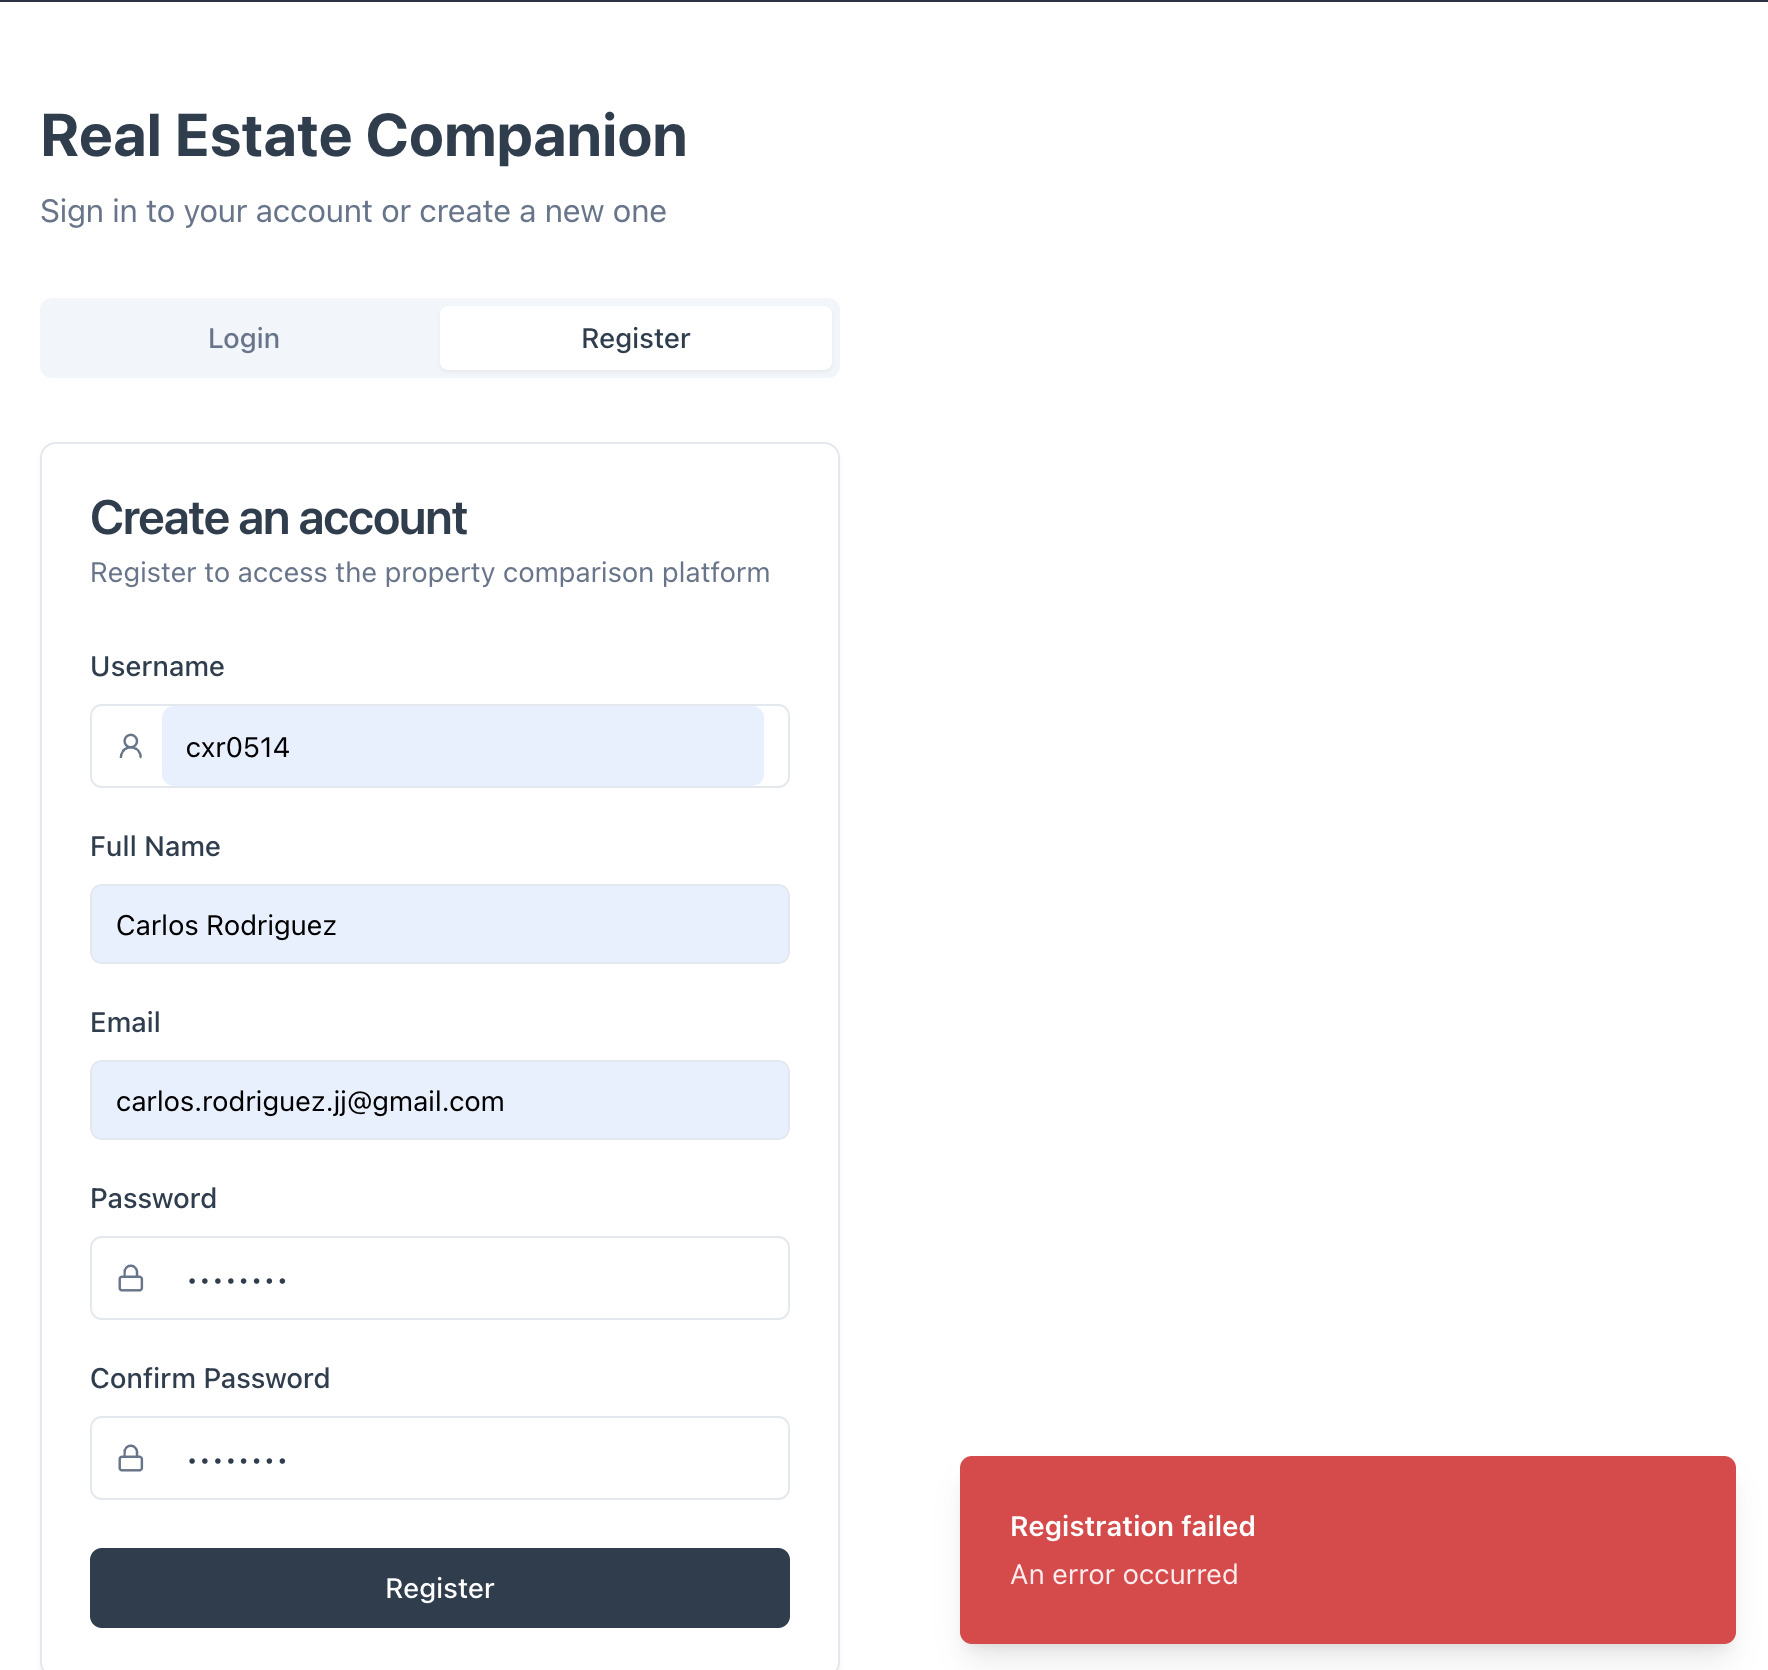 Real Estate Companion
Sign in to your account or create a new one
Login
Register
Create an account
Register to access the property comparison platform
Username
cxr0514
Full Name
Carlos Rodriguez
Email
carlos.rodriguez.jj@gmail.com
Password
••••••••
Confirm Password
••••••••
Register
Registration failed
An error occurred